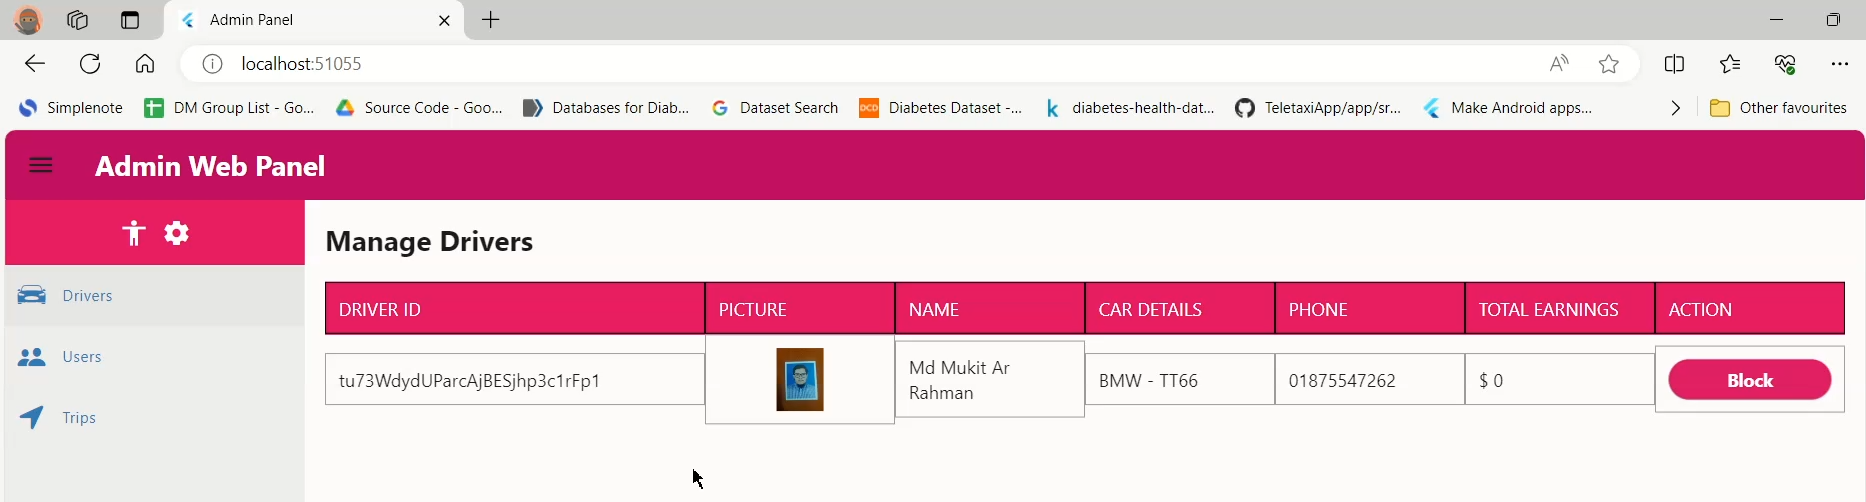 Admin Panel
localhost:51055
Simplenote
DM Group List - Go...
Source Code - Goo...
Databases for Diab...
Dataset Search
DCD
Diabetes Dataset -...
k
diabetes-health-dat...
TeletaxiApp/app/sr...
Make Android apps...
Other favourites
Admin Web Panel
Manage Drivers
DRIVER ID
PICTURE
NAME
CAR DETAILS
PHONE
TOTAL EARNINGS
ACTION
Drivers
Users
Trips
tu73WdydUParcAjBESjhp3c1rFp1
Md Mukit Ar
Rahman
BMW - TT66
01875547262
$ 0
Block